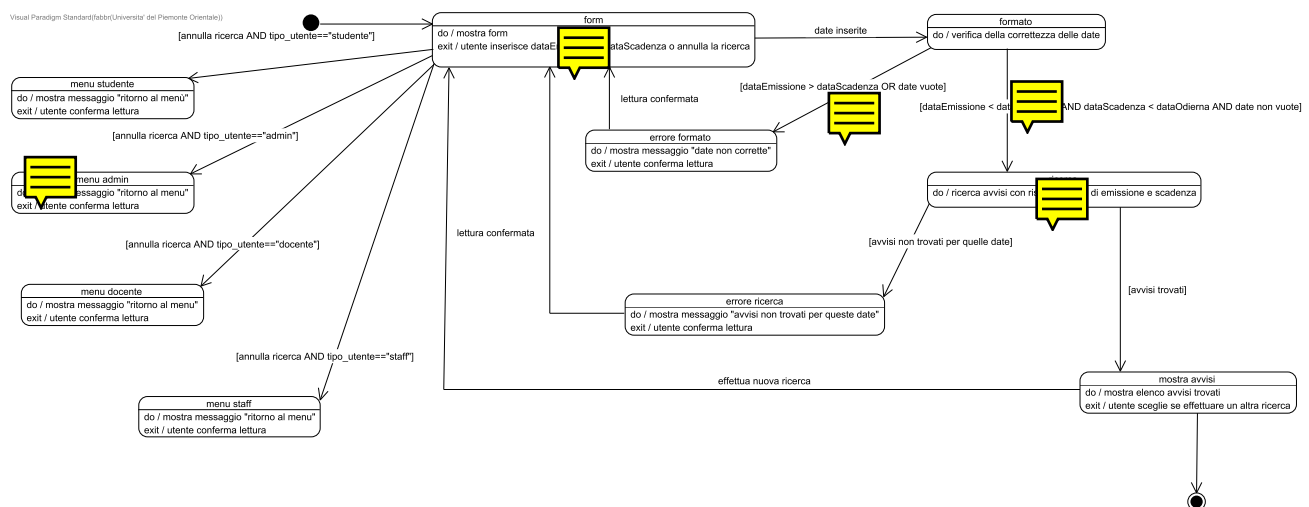 Visual Paradigm Standard(fabbri(Universita' del Piemonte Orientale))
form
do / mostra form
exit / utente inserisce dataE ataScadenza o annulla la ricerca
date inserite
formato
do / verifica della correttezza delle date
[annulla ricerca AND tipo_utente=="studente"]
menu studente
do / mostra messaggio "ritorno al menù"
exit / utente conferma lettura
[dataEmissione > dataScadenza OR date vuote]
lettura confermata
[dataEmissione < dat AND dataScadenza < dataOdierna AND date non vuote]
[annulla ricerca AND tipo_utente=="admin"]
errore formato
do / mostra messaggio "date non corrette"
exit / utente conferma lettura
menu admin
essaggio "ritorno al menu"
exit / utente conferma lettura
do / ricerca avvisi con di emissione e scadenza
[annulla ricerca AND tipo_utente=="docente"]
lettura confermata
[avvisi non trovati per quelle date]
menu docente
do / mostra messaggio "ritorno al menu"
exit / utente conferma lettura
errore ricerca
do / mostra messaggio "avvisi non trovati per queste date"
exit / utente conferma lettura
[avvisi trovati]
[annulla ricerca AND tipo_utente=="staff"]
effettua nuova ricerca
mostra avvisi
do / mostra elenco avvisi trovati
exit / utente sceglie se effettuare un altra ricerca
menu staff
do / mostra messaggio "ritorno al menu"
exit / utente conferma lettura